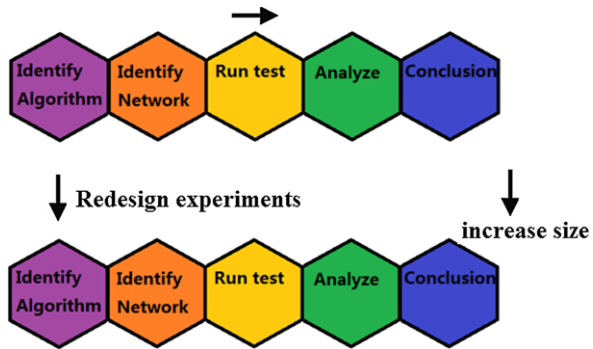 Identify
Algorithm
Identify
Network
Run test
Analyze
Conclusion
Redesign experiments
increase size
Identify
Algorithm
Identify
Network
Run test
Analyze
Conclusion